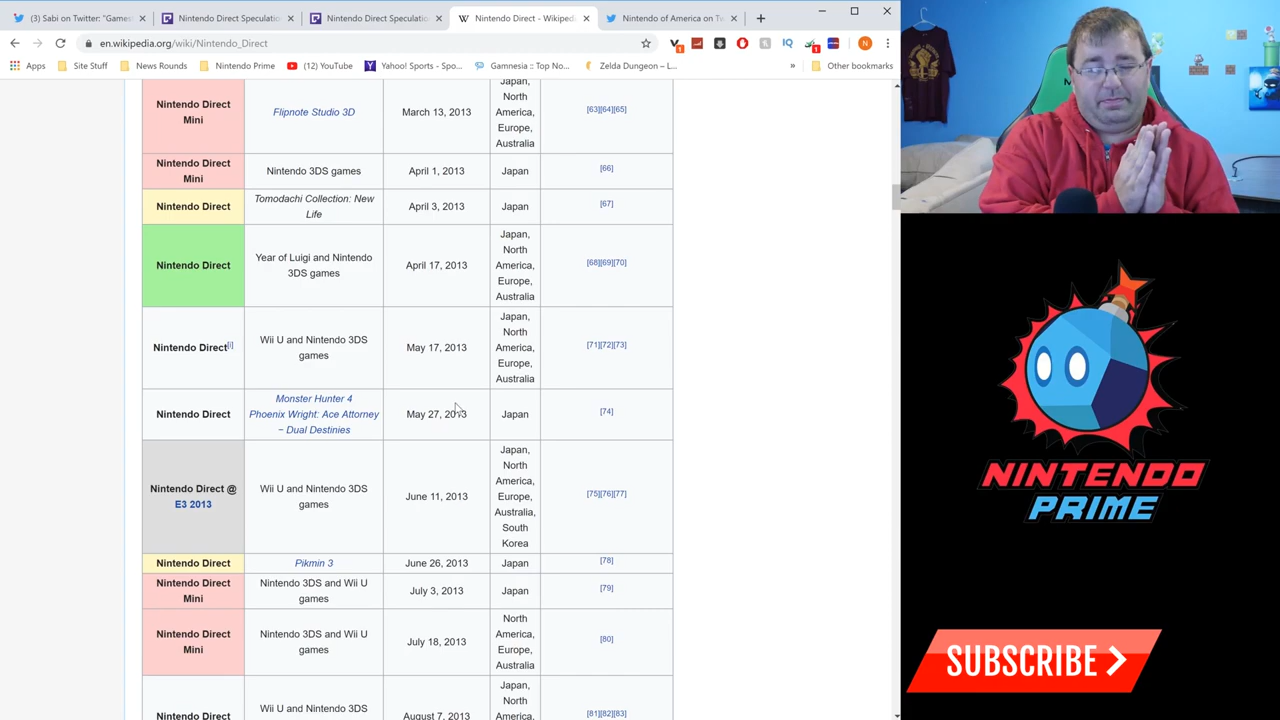 (3) Sabi on Twitter: "Games
Nintendo Direct Speculatio
Nintendo Direct Speculatio
Nintendo Direct - Wikipedi
Nintendo of America on Tw
en.wikipedia.org/wiki/Nintendo_Direct
Apps
Site Stuff
News Rounds
Nintendo Prime
(12) YouTube
Yahoo! Sports - Spo...
Gamnesia :: Top No...
Zelda Dungeon – L...
»
Other bookmarks
Nintendo Direct
Mini
Flipnote Studio 3D
March 13, 2013
Japan,
North
America,
Europe,
Australia
[63][64][65]
Nintendo Direct
Mini
Nintendo 3DS games
April 1, 2013
Japan
[66]
Nintendo Direct
Tomodachi Collection: New
Life
April 3, 2013
Japan
[67]
Nintendo Direct
Year of Luigi and Nintendo
3DS games
April 17, 2013
Japan,
North
America,
Europe,
Australia
[68][69][70]
Nintendo Direct[i]
Wii U and Nintendo 3DS
games
May 17, 2013
Japan,
North
America,
Europe,
Australia
[71][72][73]
Nintendo Direct
Monster Hunter 4
Phoenix Wright: Ace Attorney
− Dual Destinies
May 27, 2013
Japan
[74]
Nintendo Direct @
E3 2013
Wii U and Nintendo 3DS
games
June 11, 2013
Japan,
North
America,
Europe,
Australia,
South
Korea
[75][76][77]
Nintendo Direct
Pikmin 3
June 26, 2013
Japan
[78]
Nintendo Direct
Mini
Nintendo 3DS and Wii U
games
July 3, 2013
Japan
[79]
Nintendo Direct
Mini
Nintendo 3DS and Wii U
games
July 18, 2013
North
America,
Europe,
Australia
[80]
Nintendo Direct
Wii U and Nintendo 3DS
August 7, 2013
Japan,
North
America,
[81][82][83]
NINTENDO
PRIME
SUBSCRIBE